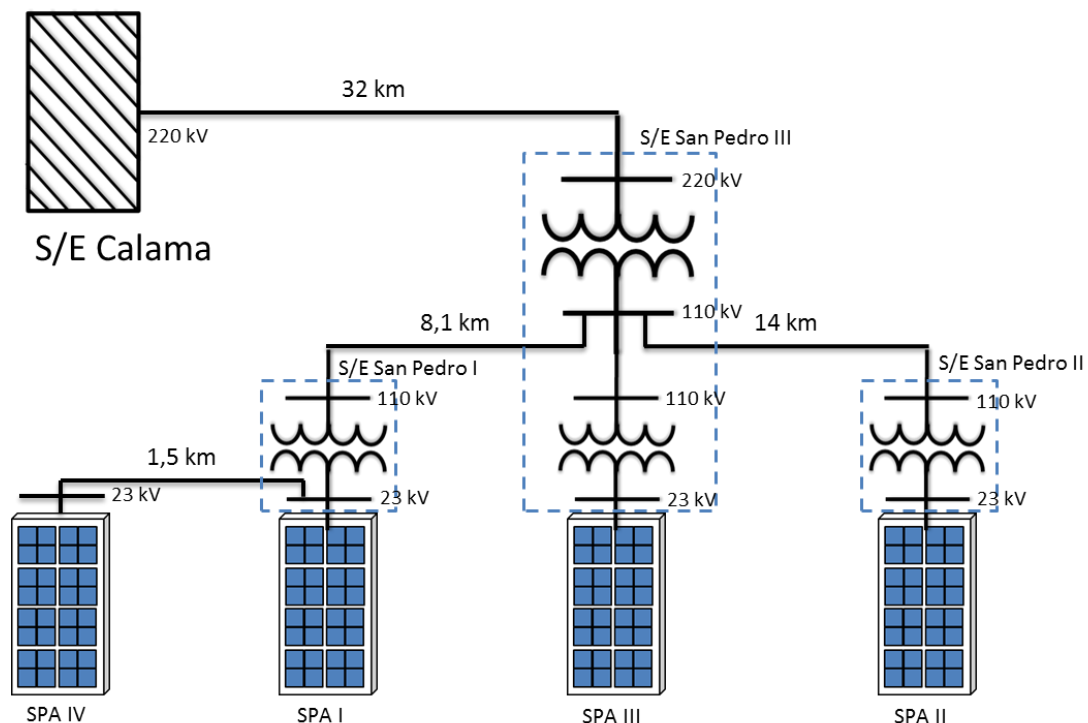 32 km
220 kV
S/E San Pedro III
220 kV
S/E Calama
110 kV
8,1 km
14 km
S/E San Pedro I
S/E San Pedro II
110 kV
110 kV
110 kV
1,5 km
23 kV
23 kV
23 kV
23 kV
SPA IV
SPA I
SPA III
SPA II